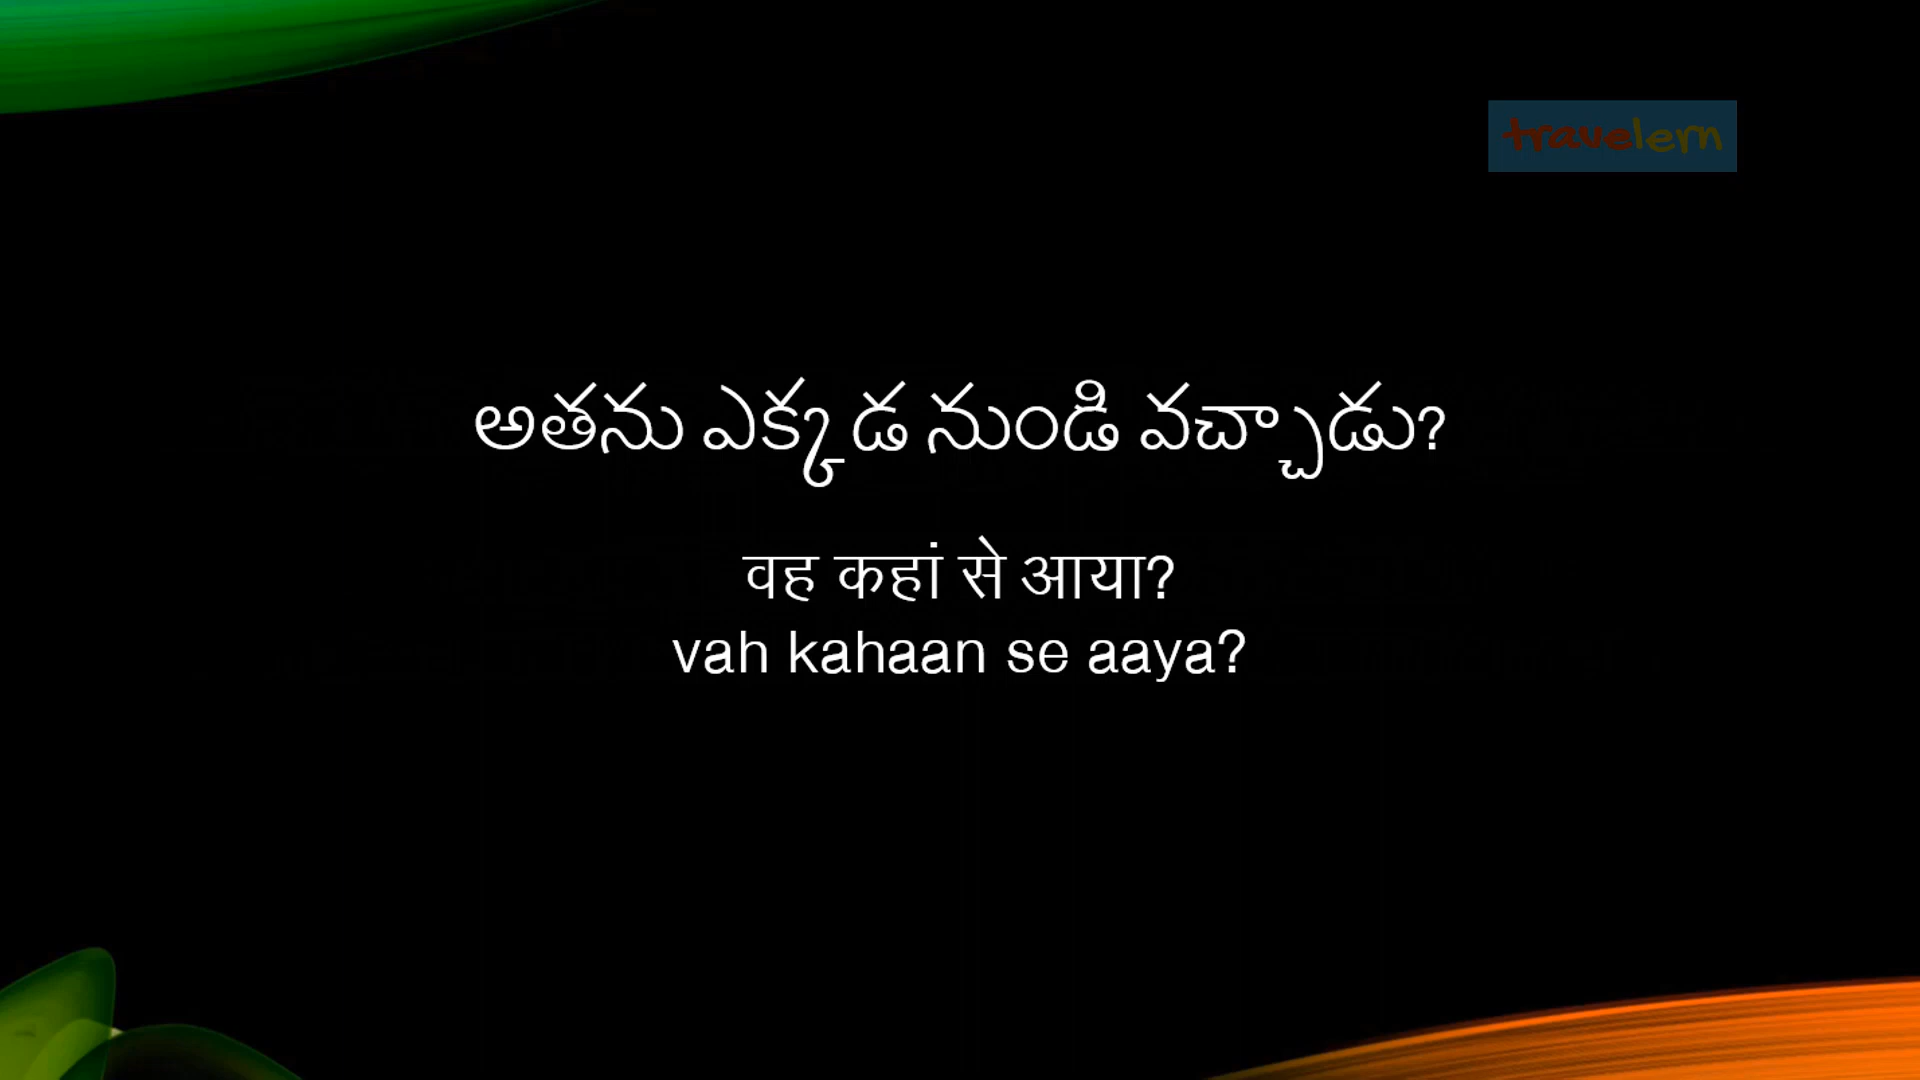 travelern
అతను ఎక్కడ నుండి వచ్చాడు?
वह कहां से आया?
vah kahaan se aaya?